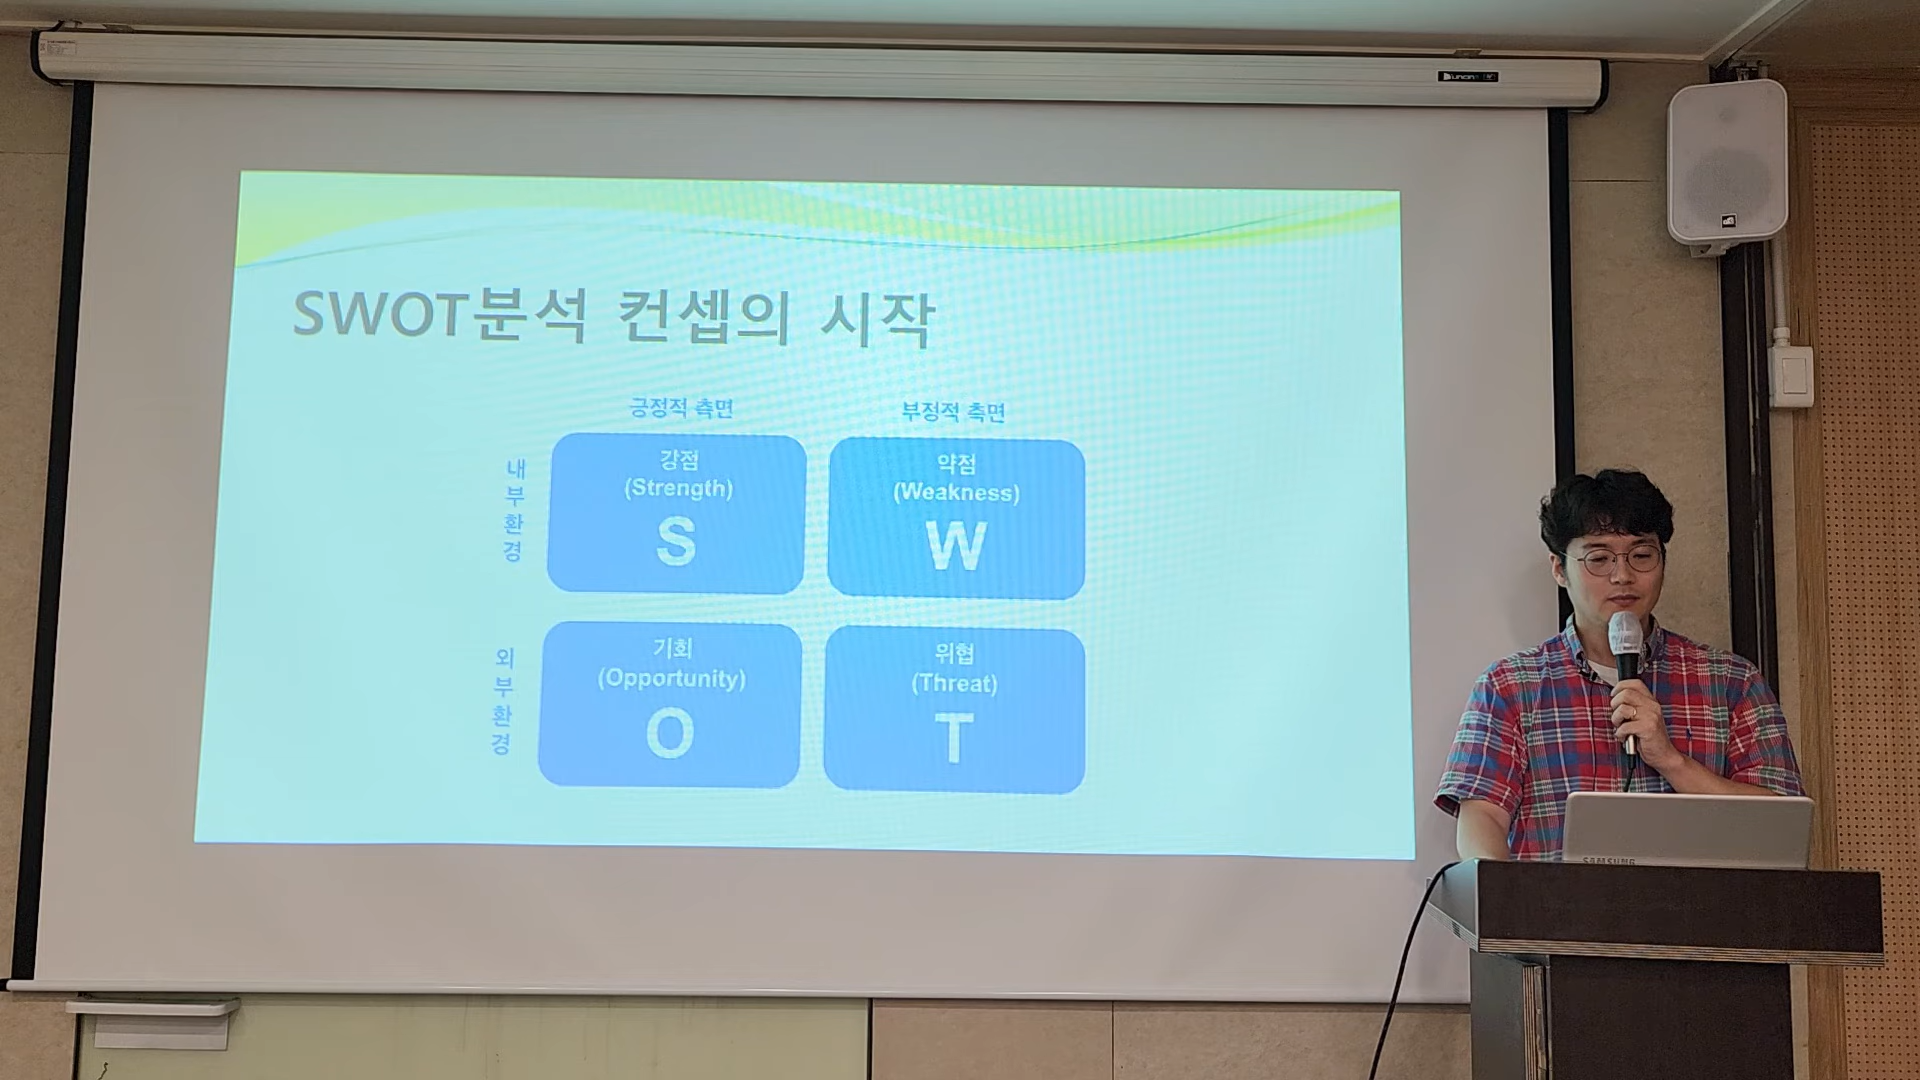 SWOT분석 컨셉의 시작
긍정적 측면
부정적 측면
내부환경
강점
(Strength)
S
약점
(Weakness)
W
외부환경
기회
(Opportunity)
O
위협
(Threat)
T
SAMSUNG